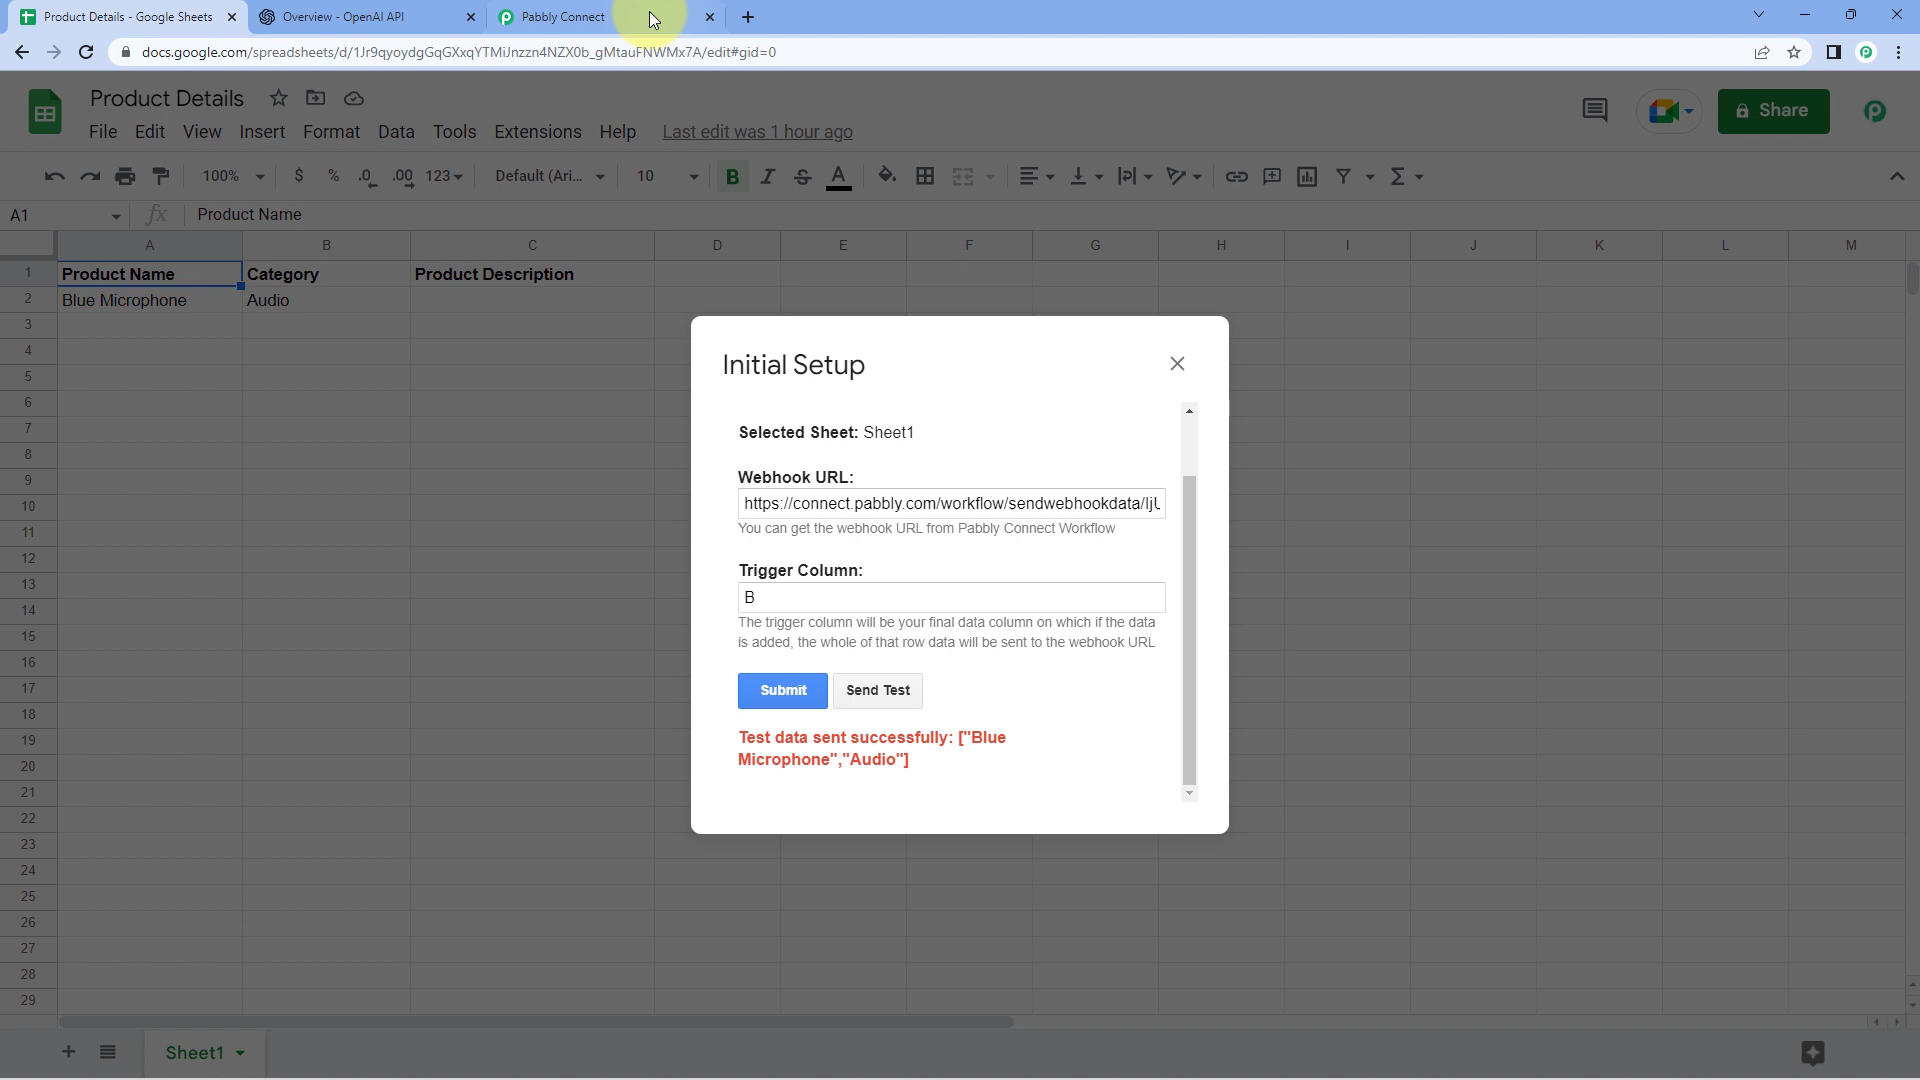 Product Details - Google Sheets
Overview - OpenAI API
Pabbly Connect
docs.google.com/spreadsheets/d/1Jr9qyoydgGqGXxqYTMiJnzzn4NZX0b_gMtauFNWMx7A/edit#gid=0
Product Details
Share
File Edit View Insert Format Data Tools Extensions Help Last edit was 1 hour ago
100% $ % .0 .00 123 Default (Ari... 10 B I S A
A1 fx Product Name
A B C D E F G H I J K L M
1 Product Name Category Product Description
2 Blue Microphone Audio
3
4
5
6
7
8
9
10
11
12
13
14
15
16
17
18
19
20
21
22
23
24
25
26
27
28
29
Initial Setup
Selected Sheet: Sheet1
Webhook URL:
https://connect.pabbly.com/workflow/sendwebhookdata/IjU
You can get the webhook URL from Pabbly Connect Workflow
Trigger Column:
B
The trigger column will be your final data column on which if the data
is added, the whole of that row data will be sent to the webhook URL
Submit Send Test
Test data sent successfully: ["Blue
Microphone","Audio"]
Sheet1